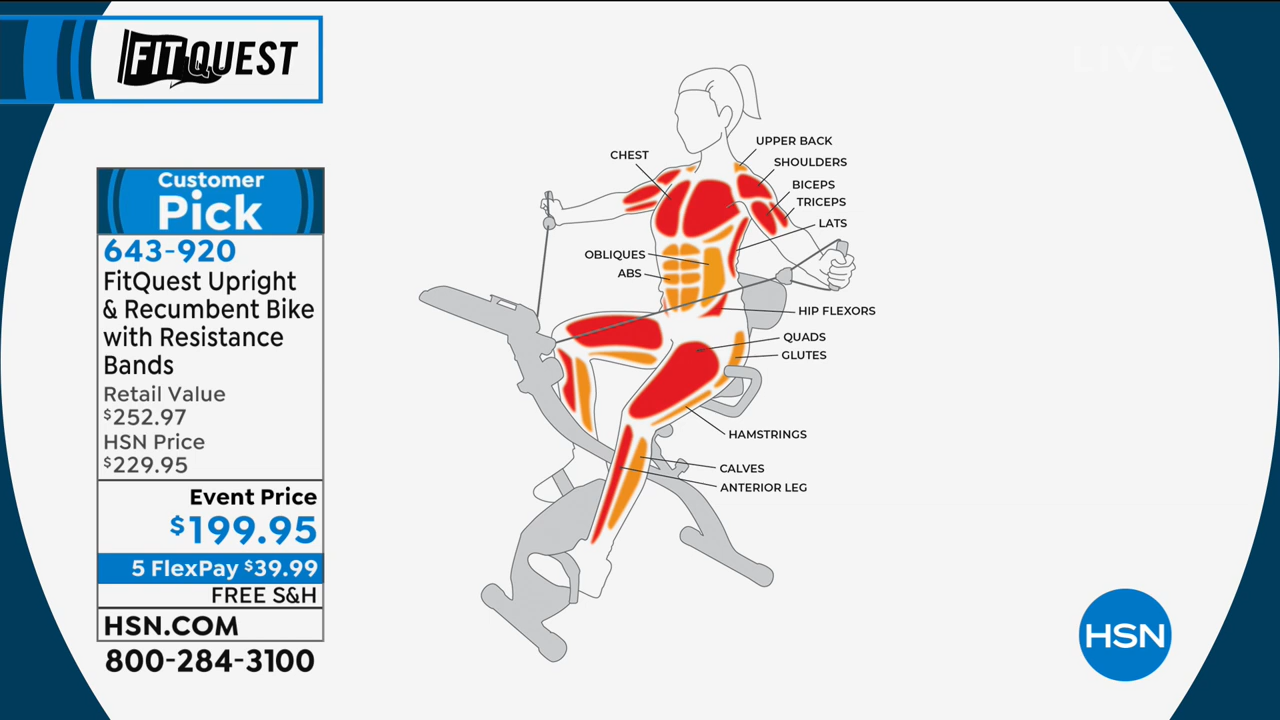 FITQUEST
LIVE
Customer
Pick
643-920
FitQuest Upright
& Recumbent Bike
with Resistance
Bands
Retail Value
$252.97
HSN Price
$229.95
Event Price
$199.95
5 FlexPay $39.99
FREE S&H
HSN.COM
800-284-3100
CHEST
UPPER BACK
SHOULDERS
BICEPS
TRICEPS
LATS
OBLIQUES
ABS
HIP FLEXORS
QUADS
GLUTES
HAMSTRINGS
CALVES
ANTERIOR LEG
HSN